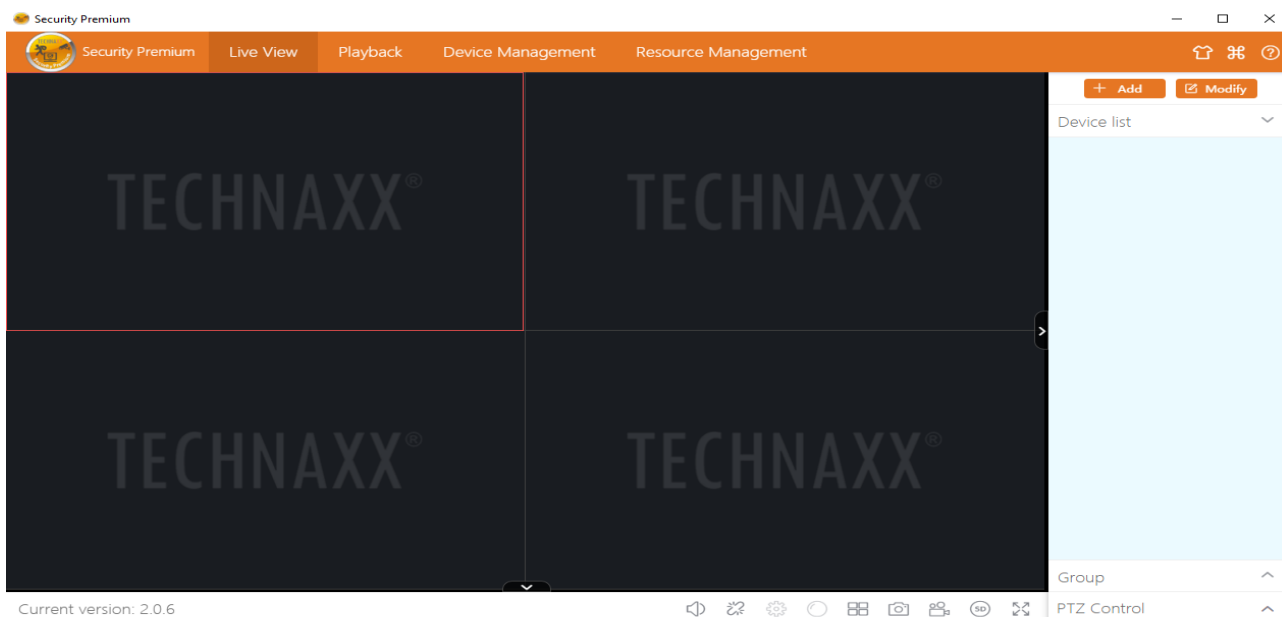 Security Premium
Security Premium Live View Playback Device Management Resource Management
+ Add Modify
Device list
TECHNAXX® TECHNAXX®
TECHNAXX® TECHNAXX®
Group
Current version: 2.0.6 SD PTZ Control